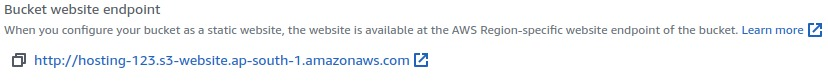 Bucket website endpoint
When you configure your bucket as a static website, the website is available at the AWS Region-specific website endpoint of the bucket. Learn more
http://hosting-123.s3-website.ap-south-1.amazonaws.com